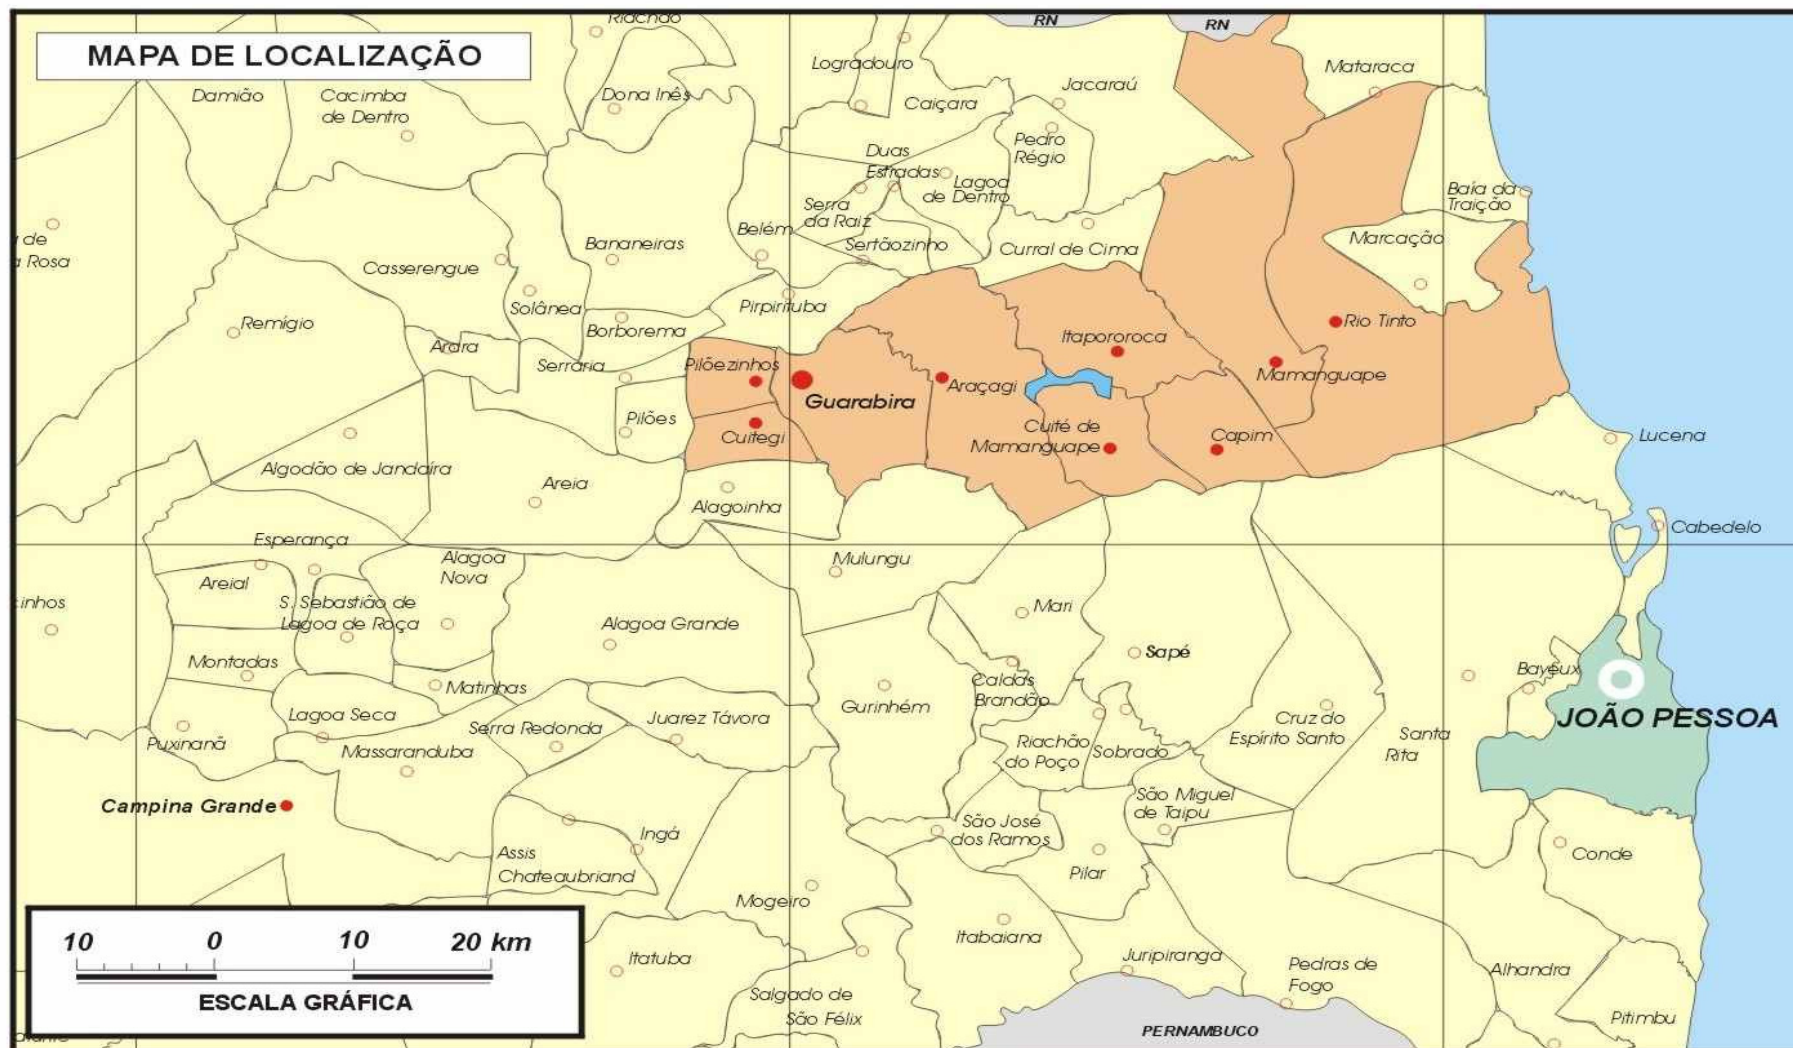 RN
RN
Riachão
MAPA DE LOCALIZAÇÃO
Logradouro
Mataraca
Jacaraú
Damião
Cacimba
de Dentro
Dona Inês
Caiçara
Pedro
Régio
Duas
Estradas
Lagoa
de Dentro
Baía da
Traição
Serra
da Raiz
Belém
Bananeiras
Sertãozinho
Curral de Cima
Marcação
de
Rosa
Casserengue
Solânea
Pirpirituba
Remígio
Borborema
Itapororoca
Rio Tinto
Arara
Serraria
Pilõezinhos
Mamanguape
Araçagi
Guarabira
Pilões
Cuitegi
Cuité de
Mamanguape
Capim
Lucena
Algodão de Jandaíra
Areia
Alagoinha
Cabedelo
Esperança
Alagoa
Nova
Mulungu
Areial
S. Sebastião de
Lagoa de Roça
Mari
Alagoa Grande
Sapé
Montadas
Matinhas
Caldas
Brandão
Bayeux
Gurinhém
Lagoa Seca
Serra Redonda
Juarez Távora
JOÃO PESSOA
Puxinanã
Massaranduba
Riachão
do Poço
Sobrado
Cruz do
Espírito Santo
Santa
Rita
Campina Grande
São Miguel
de Taipu
São José
dos Ramos
Ingá
Assis
Chateaubriand
Pilar
Conde
Mogeiro
Itabaiana
10 0 10 20 km
ESCALA GRÁFICA
Itatuba
Juripiranga
Pedras de
Fogo
Alhandra
Salgado de
São Félix
Pitimbu
PERNAMBUCO